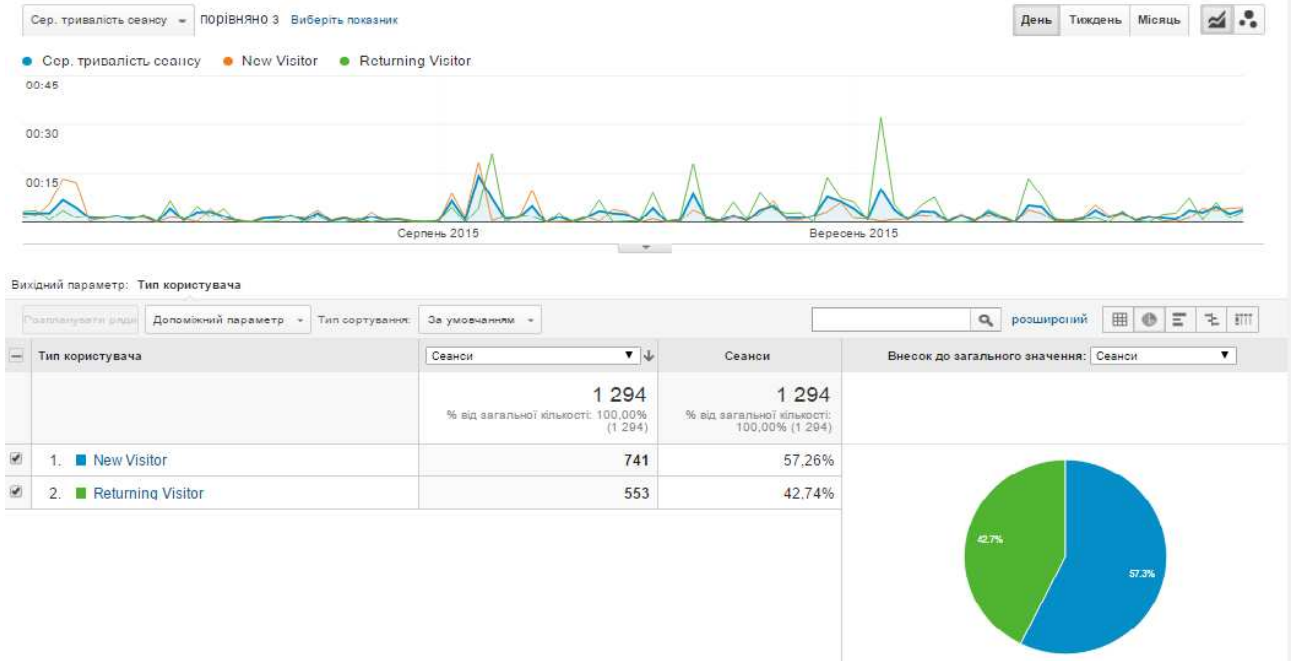 Сер. тривалість сеансу порівняно з Виберіть показник День Тиждень Місяць
Сер. тривалість сеансу New Visitor Returning Visitor
00:45
00:30
00:15
Серпень 2015 Вересень 2015
Вихідний параметр: Тип користувача
Допоміжний параметр Тип сортування: За умовчанням розширений
Тип користувача Сеанси Сеанси Внесок до загального значення: Сеанси
1 294 1 294
% від загальної кількості: 100,00% (1 294) % від загальної кількості: 100,00% (1 294)
1. New Visitor 741 57,26%
2. Returning Visitor 553 42,74%
42.7%
57.3%